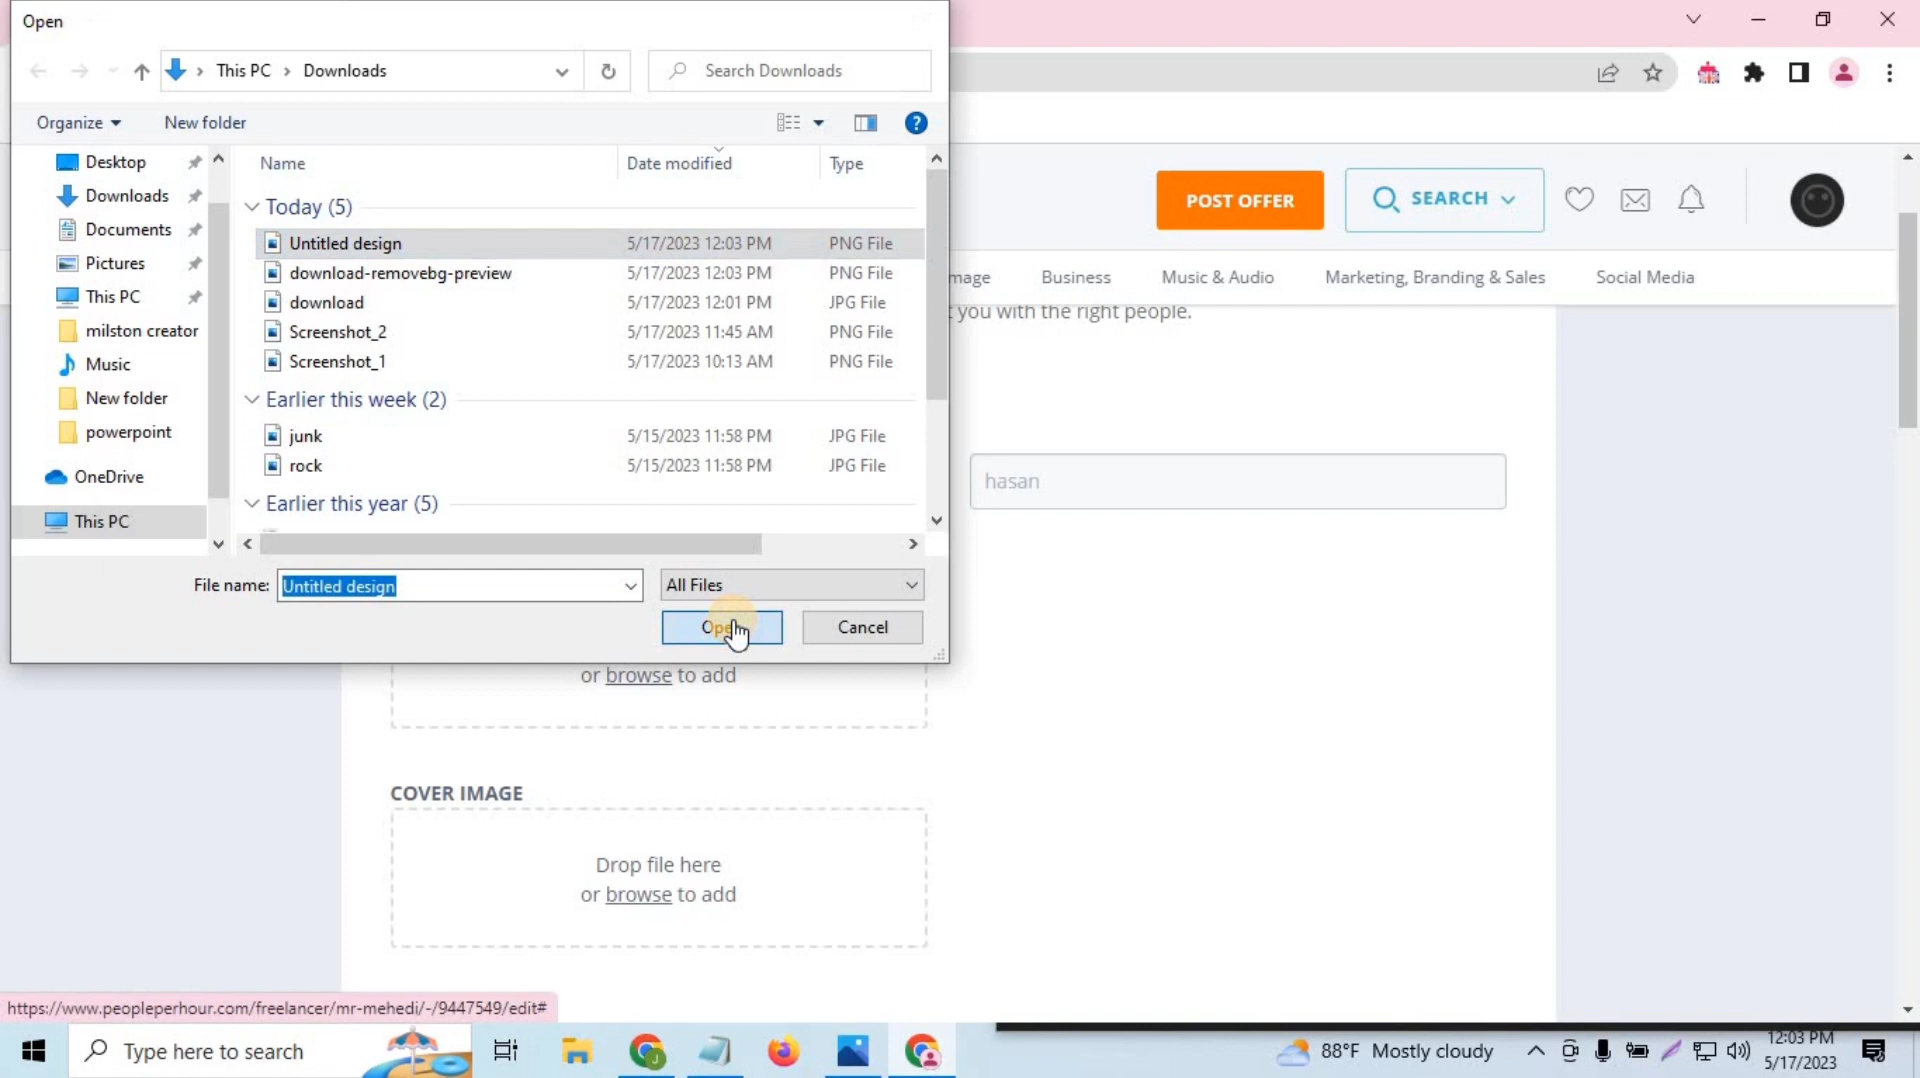 Open
This PC
Downloads
Search Downloads
Organize
New folder
Desktop
Downloads
Documents
Pictures
This PC
milston creator
Music
New folder
powerpoint
OneDrive
This PC
Name Date modified Type
Today (5)
Untitled design 5/17/2023 12:03 PM PNG File
download-removebg-preview 5/17/2023 12:03 PM PNG File
download 5/17/2023 12:01 PM JPG File
Screenshot_2 5/17/2023 11:45 AM PNG File
Screenshot_1 5/17/2023 10:13 AM PNG File
Earlier this week (2)
junk 5/15/2023 11:58 PM JPG File
rock 5/15/2023 11:58 PM JPG File
Earlier this year (5)
File name: Untitled design All Files
Open Cancel
POST OFFER SEARCH
mage Business Music & Audio Marketing, Branding & Sales Social Media
you with the right people.
hasan
or browse to add
COVER IMAGE
Drop file here
or browse to add
https://www.peopleperhour.com/freelancer/mr-mehedi/-/9447549/edit#
Type here to search
88°F Mostly cloudy
12:03 PM
5/17/2023